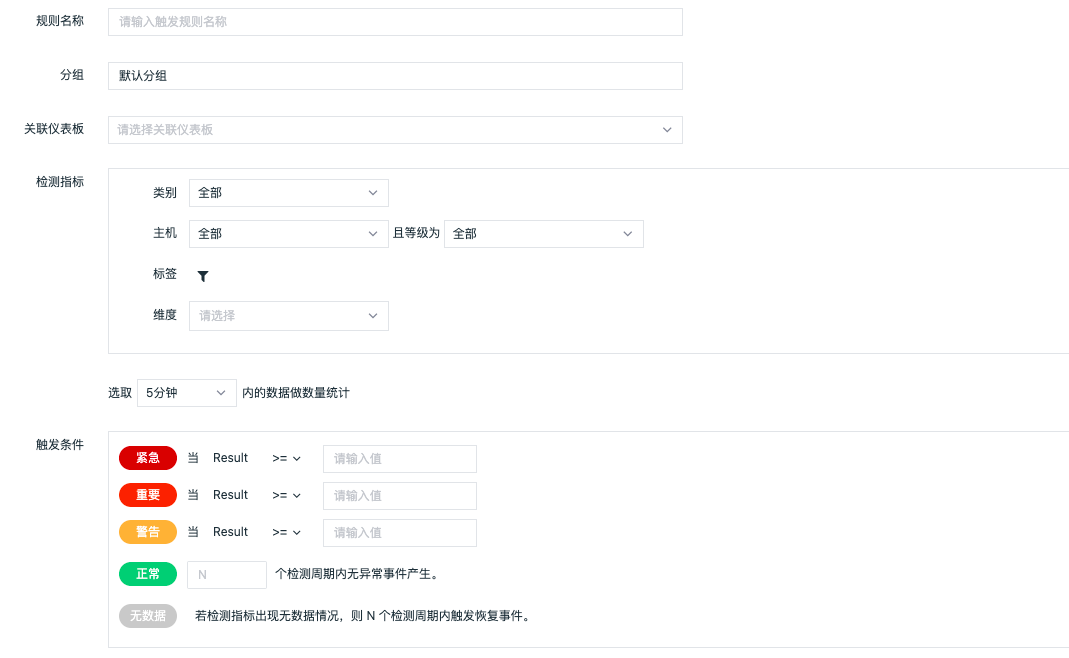 规则名称 请输入触发规则名称
分组 默认分组
关联仪表板 请选择关联仪表板
检测指标
类别 全部
主机 全部 且等级为 全部
标签
维度 请选择
选取 5分钟 内的数据做数量统计
触发条件
紧急 当 Result >= 请输入值
重要 当 Result >= 请输入值
警告 当 Result >= 请输入值
正常 N 个检测周期内无异常事件产生。
无数据 若检测指标出现无数据情况，则 N 个检测周期内触发恢复事件。